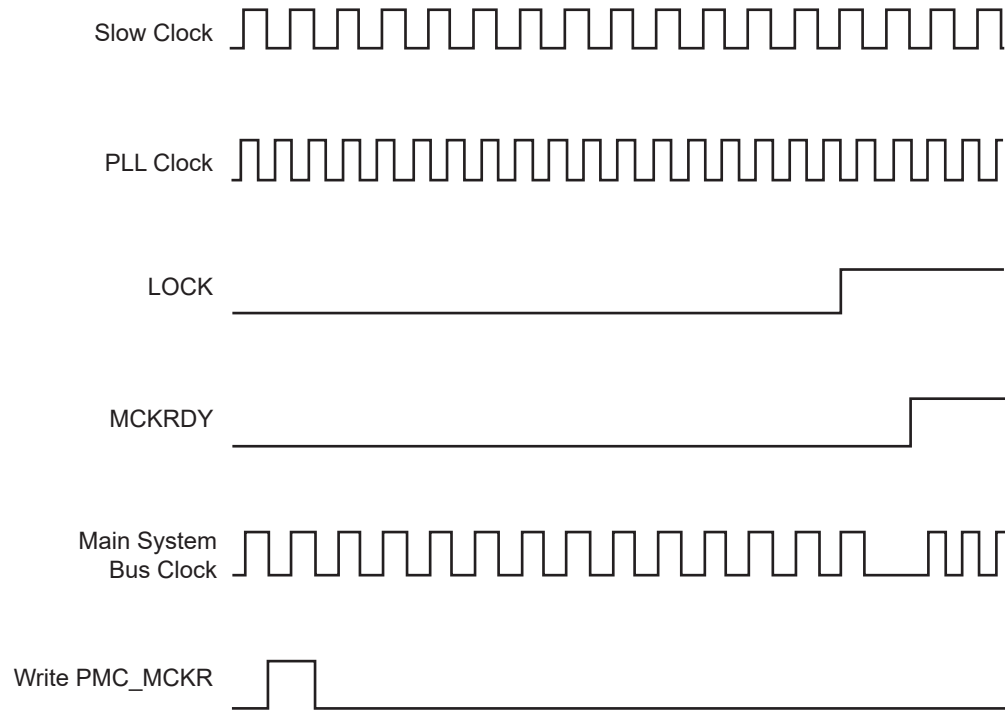 Slow Clock
PLL Clock
LOCK
MCKRDY
Main System
Bus Clock
Write PMC_MCKR